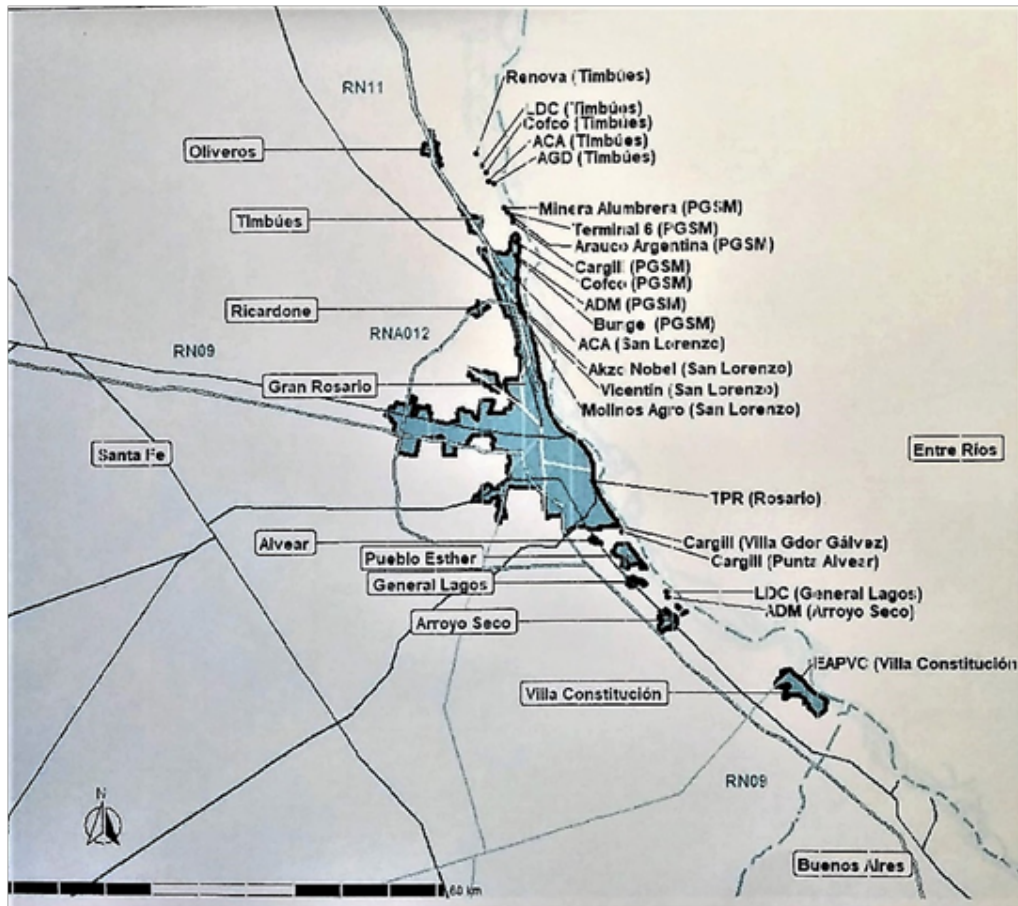 Renova (Timbúes)
RN11
LDC (Timbúes)
Cofco (Timbúes)
ACA (Timbúes)
AGD (Timbúes)
Oliveros
Minera Alumbrera (PGSM)
Timbúes
Terminal 6 (PGSM)
Arauco Argentina (PGSM)
Cargill (PGSM)
Cofco (PGSM)
ADM (PGSM)
Ricardone
Bunge (PGSM)
RNA012
ACA (San Lorenzo)
RN09
Akzo Nobel (San Lorenzo)
Gran Rosario
Vicentín (San Lorenzo)
Molinos Agro (San Lorenzo)
Santa Fe
Entre Ríos
TPR (Rosario)
Alvear
Cargill (Villa Gdor Gálvez)
Pueblo Esther
Cargill (Punta Alvear)
General Lagos
LDC (General Lagos)
ADM (Arroyo Seco)
Arroyo Seco
EAPVC (Villa Constitución
Villa Constitución
RN09
N
Buenos Aires
60 km